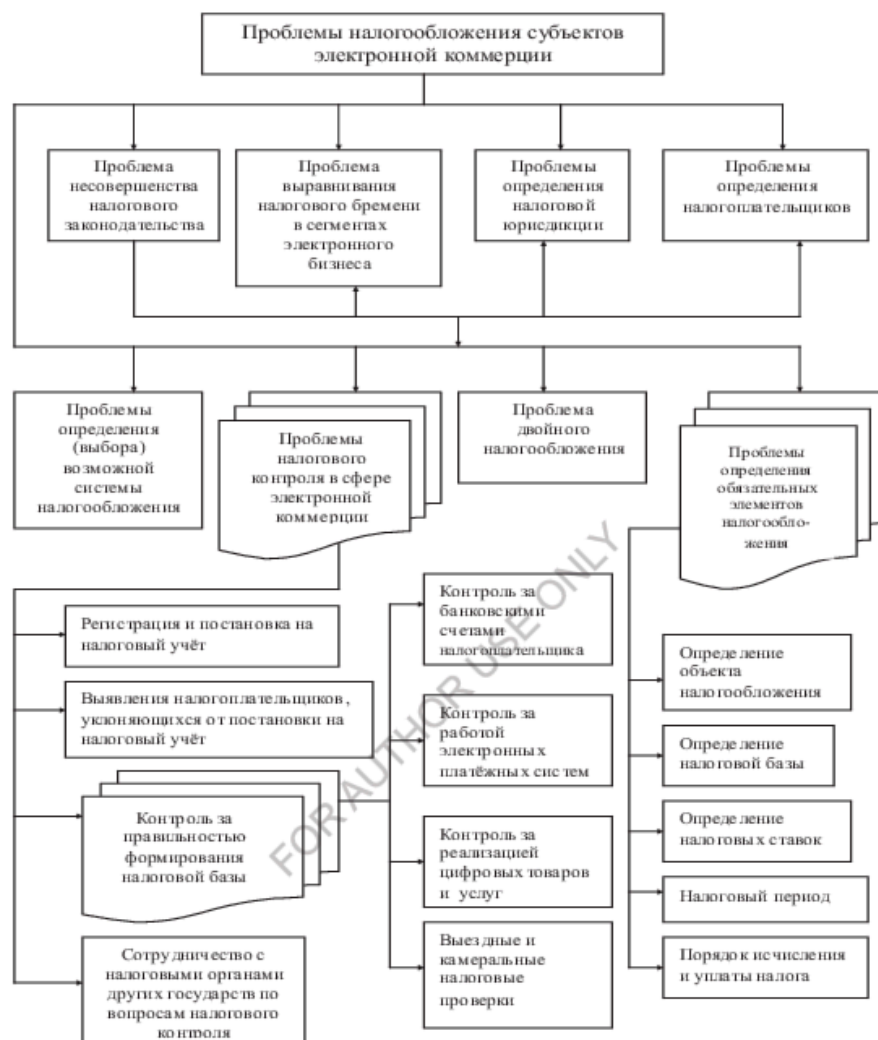 Проблемы налогообложения субъектов
электронной коммерции
Проблема
несовершенства
налогового
законодательства
Проблема
выравнивания
налогового бремени
в сегментах
электронного
бизнеса
Проблемы
определения
налоговой
юрисдикции
Проблемы
определения
налогоплательщиков
Проблемы
определения
(выбора)
возможной
системы
налогообложения
Проблемы
налогового
контроля в сфере
электронной
коммерции
Проблема
двойного
налогообложения
Проблемы
определения
обязательных
элементов
налогообло-
жения
Регистрация и постановка на
налоговый учёт
Выявления налогоплательщиков,
уклоняющихся от постановки на
налоговый учёт
Контроль за
правильностью
формирования
налоговой базы
Сотрудничество с
налоговыми органами
других государств по
вопросам налогового
контроля
Контроль за
банковскими
счетами
налогоплательщика
Контроль за
работой
электронных
платёжных систем
Контроль за
реализацией
цифровых товаров
и услуг
Выездные и
камеральные
налоговые
проверки
Определение
объекта
налогообложения
Определение
налоговой базы
Определение
налоговых ставок
Налоговый период
Порядок исчисления
и уплаты налога
FOR AUTHOR USE ONLY